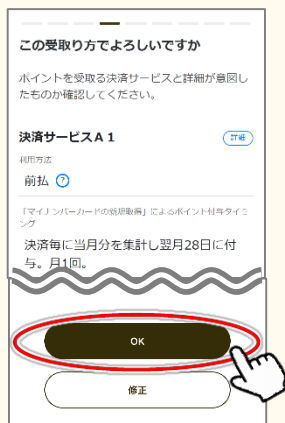 この受取り方でよろしいですか
ポイントを受取る決済サービスと詳細が意図し
たものか確認してください。
決済サービスA 1
詳細
利用方法
前払 ?
「マイナンバーカードの新規取得」によるポイント付与タイミ
ング
決済毎に当月分を集計し翌月28日に付
与。月1回。
OK
修正